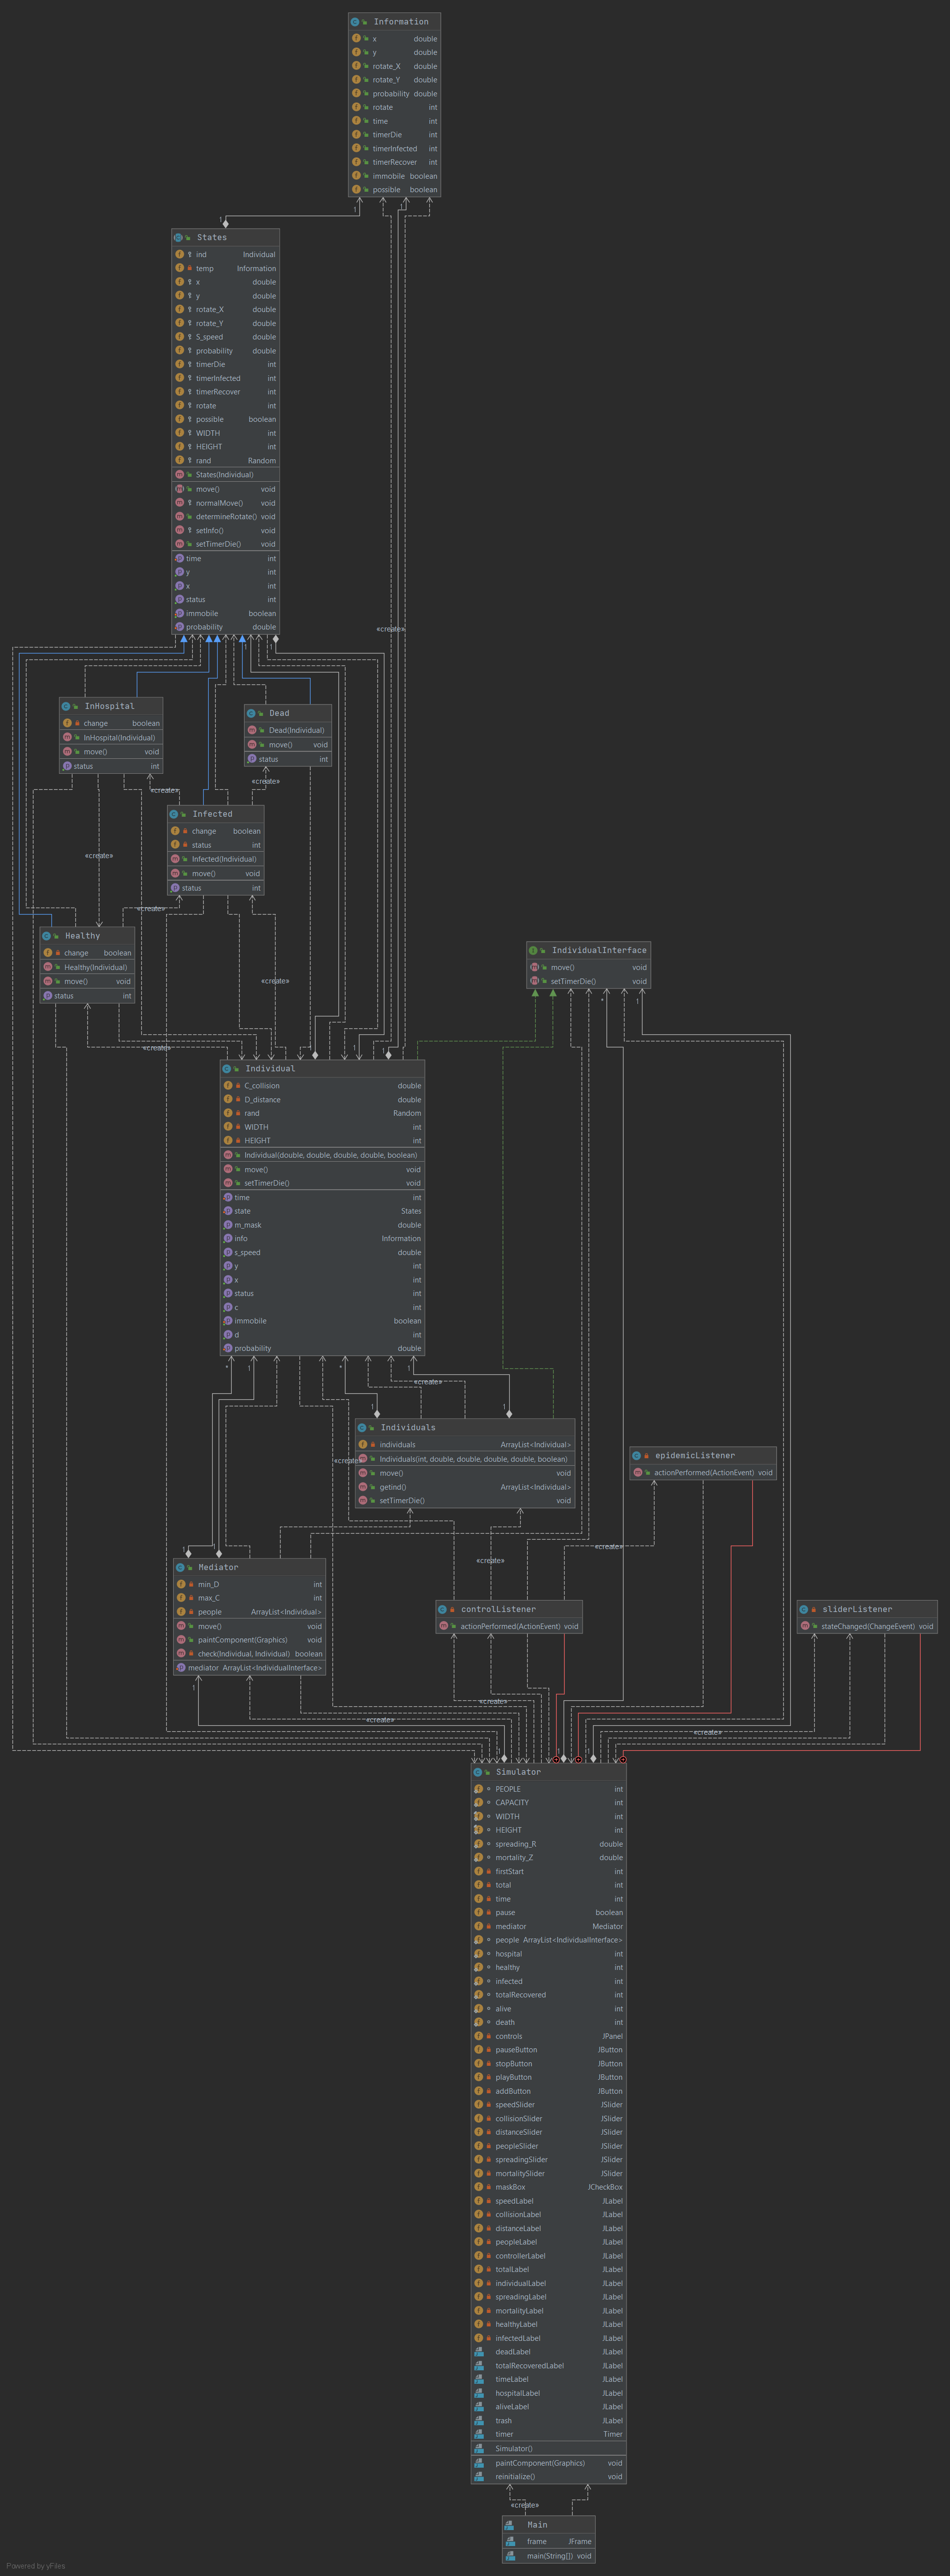 Information
x double
y double
rotate_X double
rotate_Y double
probability double
rotate int
time int
timerDie int
timerInfected int
timerRecover int
immobile boolean
possible boolean
1
1
1
1
States
ind Individual
temp Information
x double
y double
rotate_X double
rotate_Y double
S_speed double
probability double
timerDie int
timerInfected int
timerRecover int
rotate int
possible boolean
WIDTH int
HEIGHT int
rand Random
States(Individual)
move() void
normalMove() void
determineRotate() void
setInfo() void
setTimerDie() void
time int
y int
x int
status int
immobile boolean
probability double
«create»
1
1
InHospital
change boolean
InHospital(Individual)
move() void
status int
Dead
Dead(Individual)
move() void
status int
«create»
«create»
Infected
change boolean
status int
Infected(Individual)
move() void
status int
«create»
«create»
Healthy
change boolean
Healthy(Individual)
move() void
status int
IndividualInterface
move() void
setTimerDie() void
«create»
«create»
*
1
1
1
1
Individual
C_collision double
D_distance double
rand Random
WIDTH int
HEIGHT int
Individual(double, double, double, double, boolean)
move() void
setTimerDie() void
time int
state States
m_mask double
info Information
s_speed double
y int
x int
status int
c int
immobile boolean
d int
probability double
*
1
*
1
«create»
1
1
Individuals
individuals ArrayList<Individual>
Individuals(int, double, double, double, double, boolean)
move() void
getind() ArrayList<Individual>
setTimerDie() void
«create»
epidemicListener
actionPerformed(ActionEvent) void
«create»
«create»
1
1
Mediator
min_D int
max_C int
people ArrayList<Individual>
move() void
paintComponent(Graphics) void
check(Individual, Individual) boolean
mediator ArrayList<IndividualInterface>
controlListener
actionPerformed(ActionEvent) void
sliderListener
stateChanged(ChangeEvent) void
1
«create»
«create»
«create»
Simulator
PEOPLE int
CAPACITY int
WIDTH int
HEIGHT int
spreading_R double
mortality_Z double
firstStart int
total int
time int
pause boolean
mediator Mediator
people ArrayList<IndividualInterface>
hospital int
healthy int
infected int
totalRecovered int
alive int
death int
controls JPanel
pauseButton JButton
stopButton JButton
playButton JButton
addButton JButton
speedSlider JSlider
collisionSlider JSlider
distanceSlider JSlider
peopleSlider JSlider
spreadingSlider JSlider
mortalitySlider JSlider
maskBox JCheckBox
speedLabel JLabel
collisionLabel JLabel
distanceLabel JLabel
peopleLabel JLabel
controllerLabel JLabel
totalLabel JLabel
individualLabel JLabel
spreadingLabel JLabel
mortalityLabel JLabel
healthyLabel JLabel
infectedLabel JLabel
deadLabel JLabel
totalRecoveredLabel JLabel
timeLabel JLabel
hospitalLabel JLabel
aliveLabel JLabel
trash JLabel
timer Timer
Simulator()
paintComponent(Graphics) void
reinitialize() void
«create»
Main
frame JFrame
main(String[]) void
Powered by yFiles